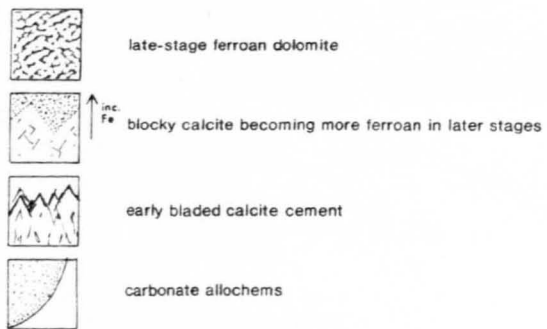 late-stage ferroan dolomite
inc.
Fe
blocky calcite becoming more ferroan in later stages
early bladed calcite cement
carbonate allochems